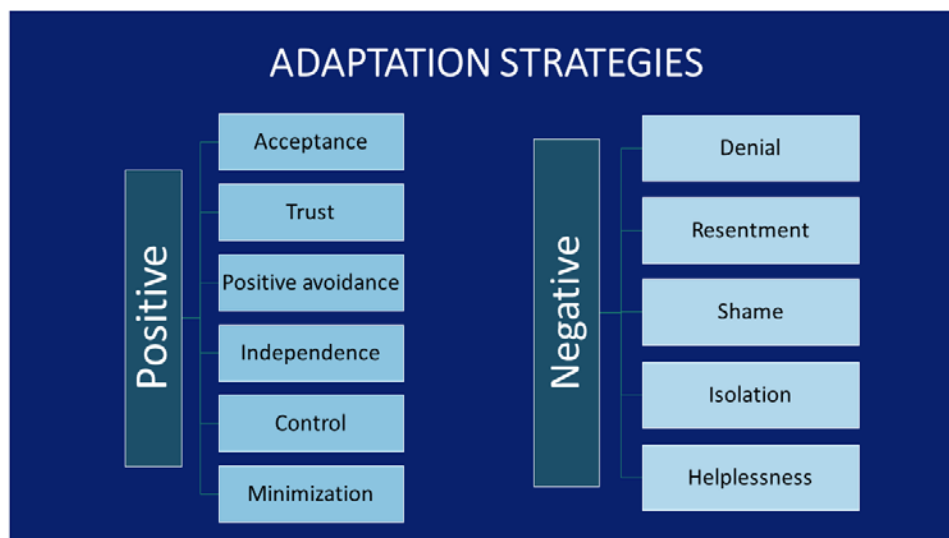 ADAPTATION STRATEGIES
Positive
Acceptance
Trust
Positive avoidance
Independence
Control
Minimization
Negative
Denial
Resentment
Shame
Isolation
Helplessness